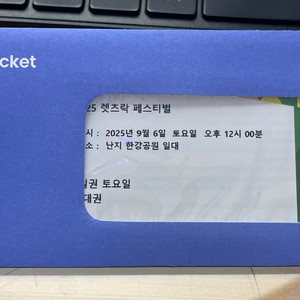 cket
25 렛츠락 페스티벌
시 : 2025년 9월 6일 토요일 오후 12시 00분
소 : 난지 한강공원 일대
일권 토요일
대권